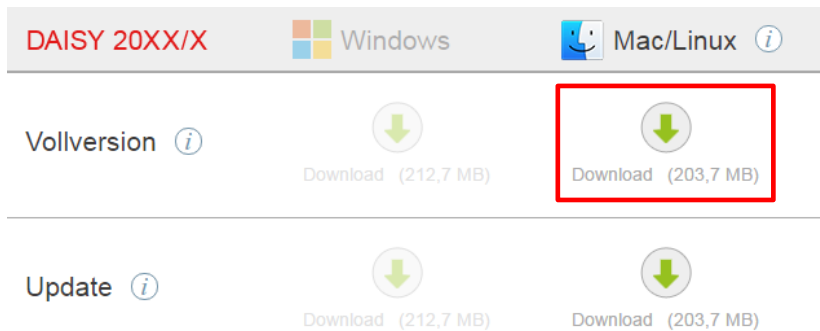 DAISY 20XX/X Windows Mac/Linux i
Vollversion i
Download (212,7 MB) Download (203,7 MB)
Update i
Download (212,7 MB) Download (203,7 MB)